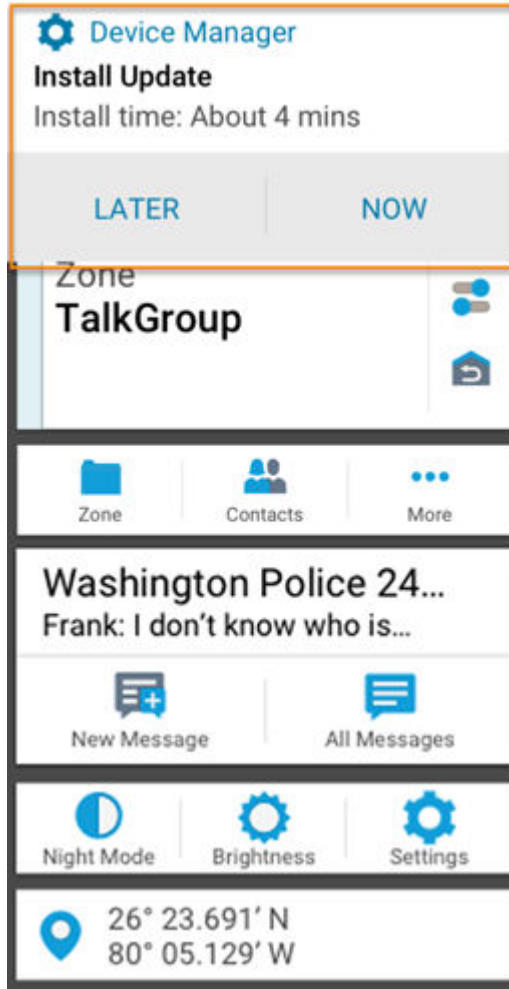 Device Manager
Install Update
Install time: About 4 mins
LATER NOW
Zone
TalkGroup
Zone Contacts More
Washington Police 24...
Frank: I don't know who is...
New Message All Messages
Night Mode Brightness Settings
26° 23.691' N
80° 05.129' W